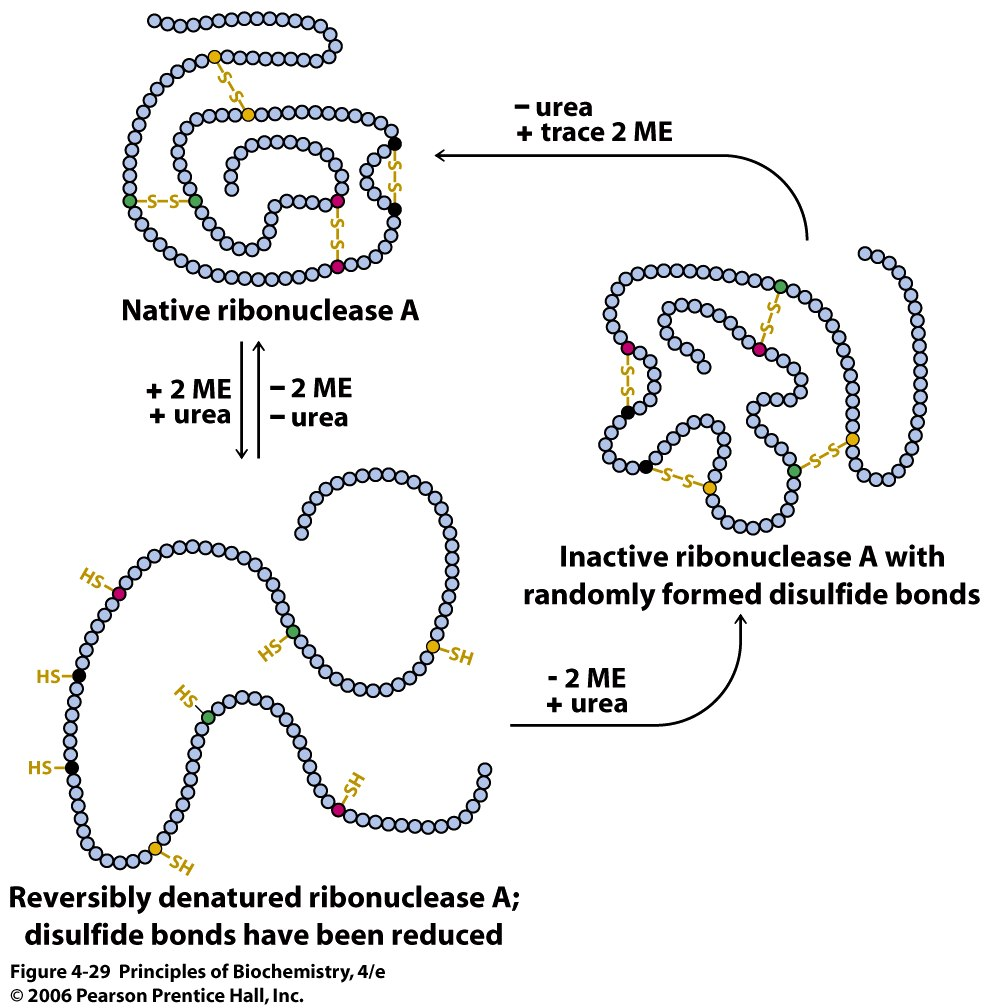 S-S
− urea
+ trace 2 ME
S-S
S-S
S-S
Native ribonuclease A
S-S
+ 2 ME
+ urea
− 2 ME
− urea
S-S
S-S
S-S
Inactive ribonuclease A with
randomly formed disulfide bonds
HS
HS
SH
HS
HS
- 2 ME
+ urea
HS
SH
SH
Reversibly denatured ribonuclease A;
disulfide bonds have been reduced
Figure 4-29 Principles of Biochemistry, 4/e
© 2006 Pearson Prentice Hall, Inc.